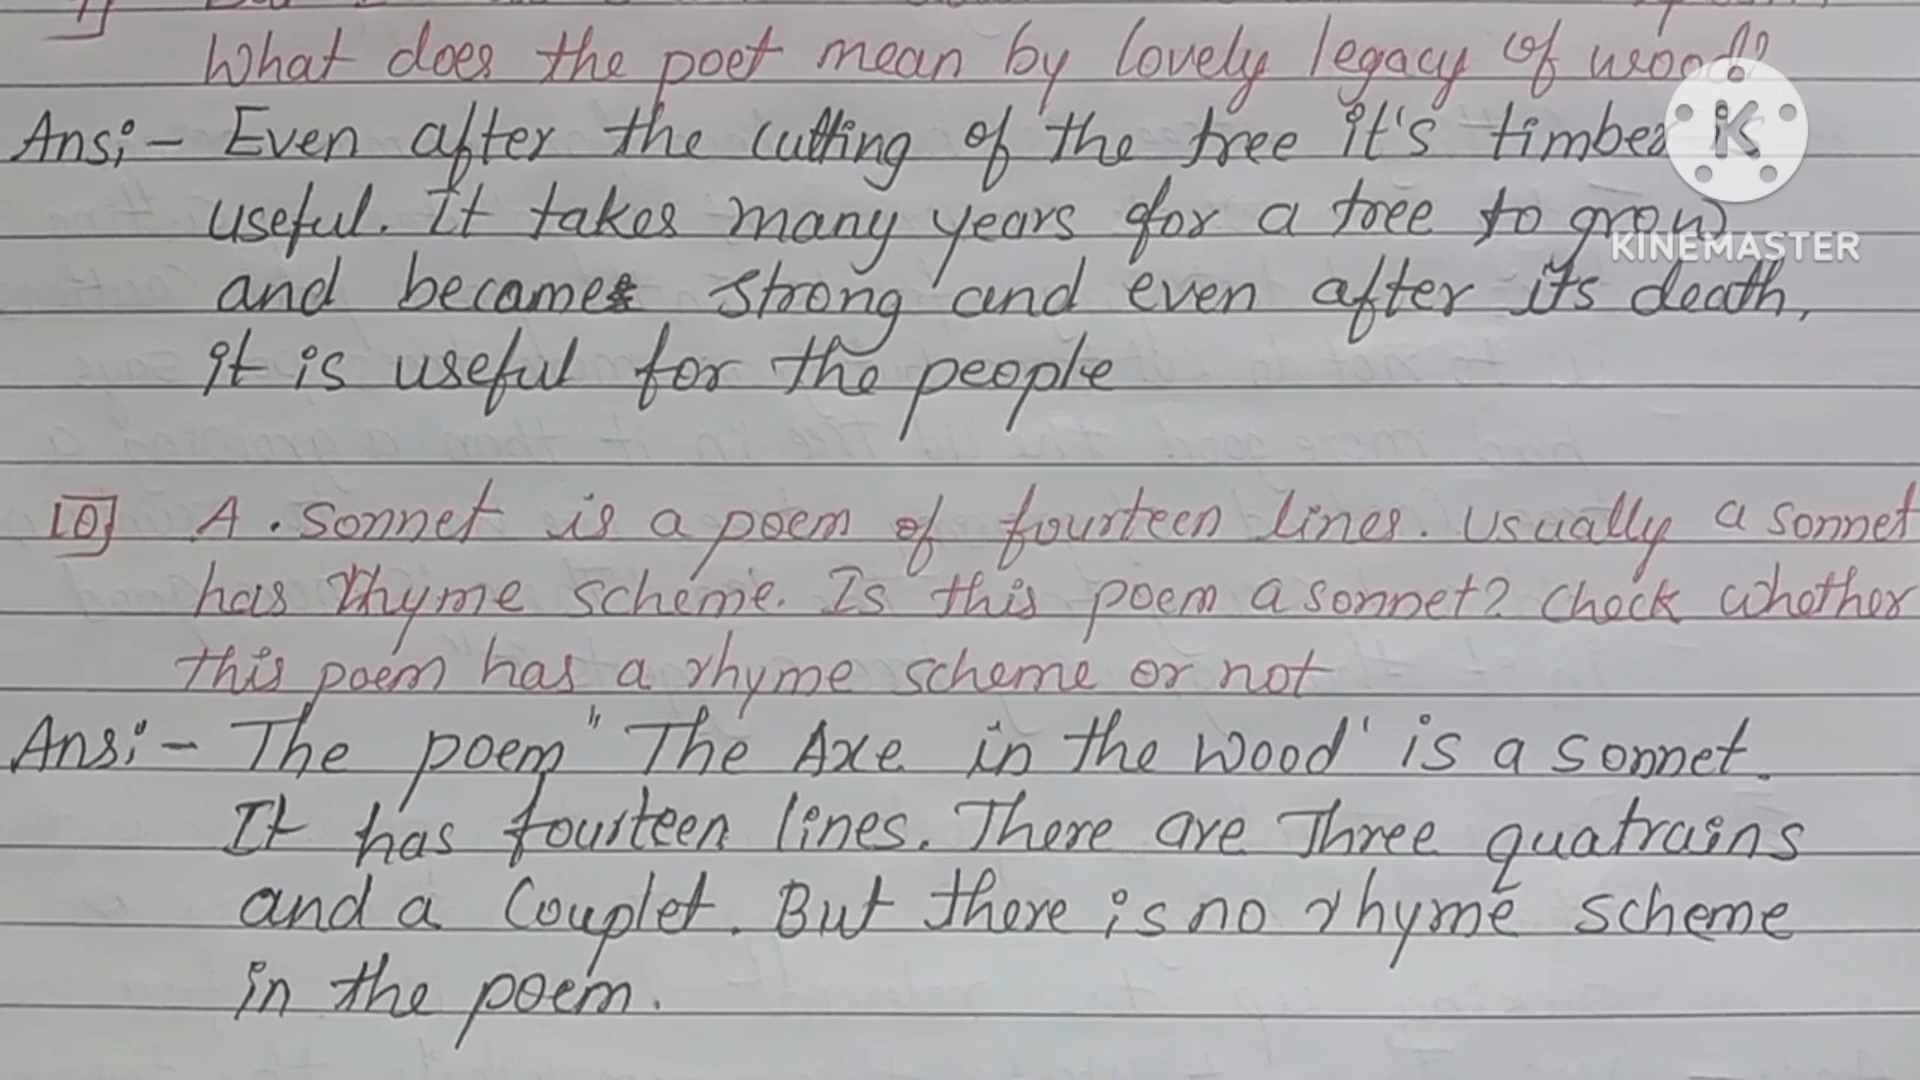 What does the poet mean by lovely legacy of wood?
Ans:- Even after the cutting of the tree it's timber is
useful. It takes many years for a tree to grow
and becomes strong and even after its death,
it is useful for the people
10] A. sonnet is a poem of fourteen lines. Usually a sonnet
has rhyme scheme. Is this poem a sonnet? Check whether
this poem has a rhyme scheme or not
Ans:- The poem "The Axe in the Wood' is a sonnet.
It has fourteen lines. There are Three quatrains
and a Couplet. But there is no rhyme scheme
in the poem.
K
KINEMASTER